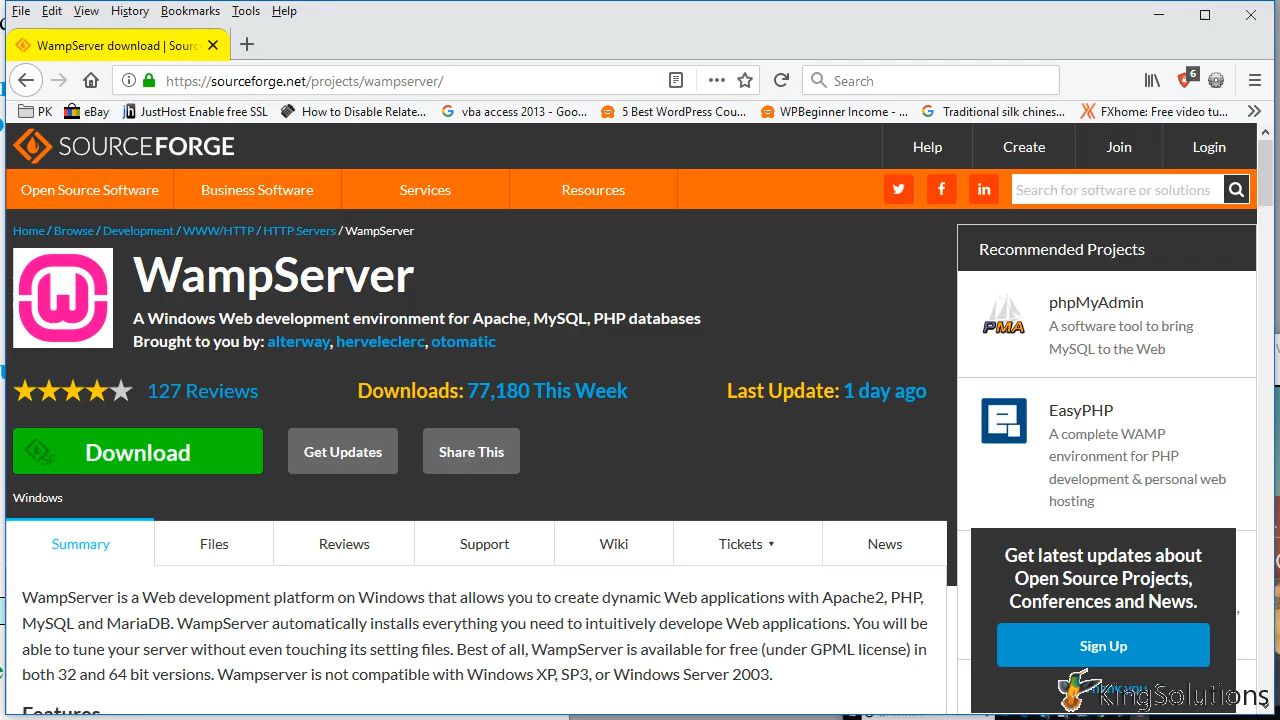 File Edit View History Bookmarks Tools Help
WampServer download | Sourc
https://sourceforge.net/projects/wampserver/
Search
6
PK eBay JustHost Enable free SSL How to Disable Relate... vba access 2013 - Goo... 5 Best WordPress Cou... WPBeginner Income - ... Traditional silk chines... FXhome: Free video tu...
SOURCEFORGE
Help Create Join Login
Open Source Software Business Software Services Resources
Search for software or solutions
Home / Browse / Development / WWW/HTTP / HTTP Servers / WampServer
WampServer
A Windows Web development environment for Apache, MySQL, PHP databases
Brought to you by: alterway, herveleclerc, otomatic
127 Reviews Downloads: 77,180 This Week Last Update: 1 day ago
Download Get Updates Share This
Windows
Summary Files Reviews Support Wiki Tickets News
WampServer is a Web development platform on Windows that allows you to create dynamic Web applications with Apache2, PHP,
MySQL and MariaDB. WampServer automatically installs everything you need to intuitively develope Web applications. You will be
able to tune your server without even touching its setting files. Best of all, WampServer is available for free (under GPML license) in
both 32 and 64 bit versions. Wampserver is not compatible with Windows XP, SP3, or Windows Server 2003.
Features
Recommended Projects
phpMyAdmin
A software tool to bring
MySQL to the Web
PMA
EasyPHP
A complete WAMP
environment for PHP
development & personal web
hosting
Get latest updates about
Open Source Projects,
Conferences and News.
Sign Up
KingSolutions